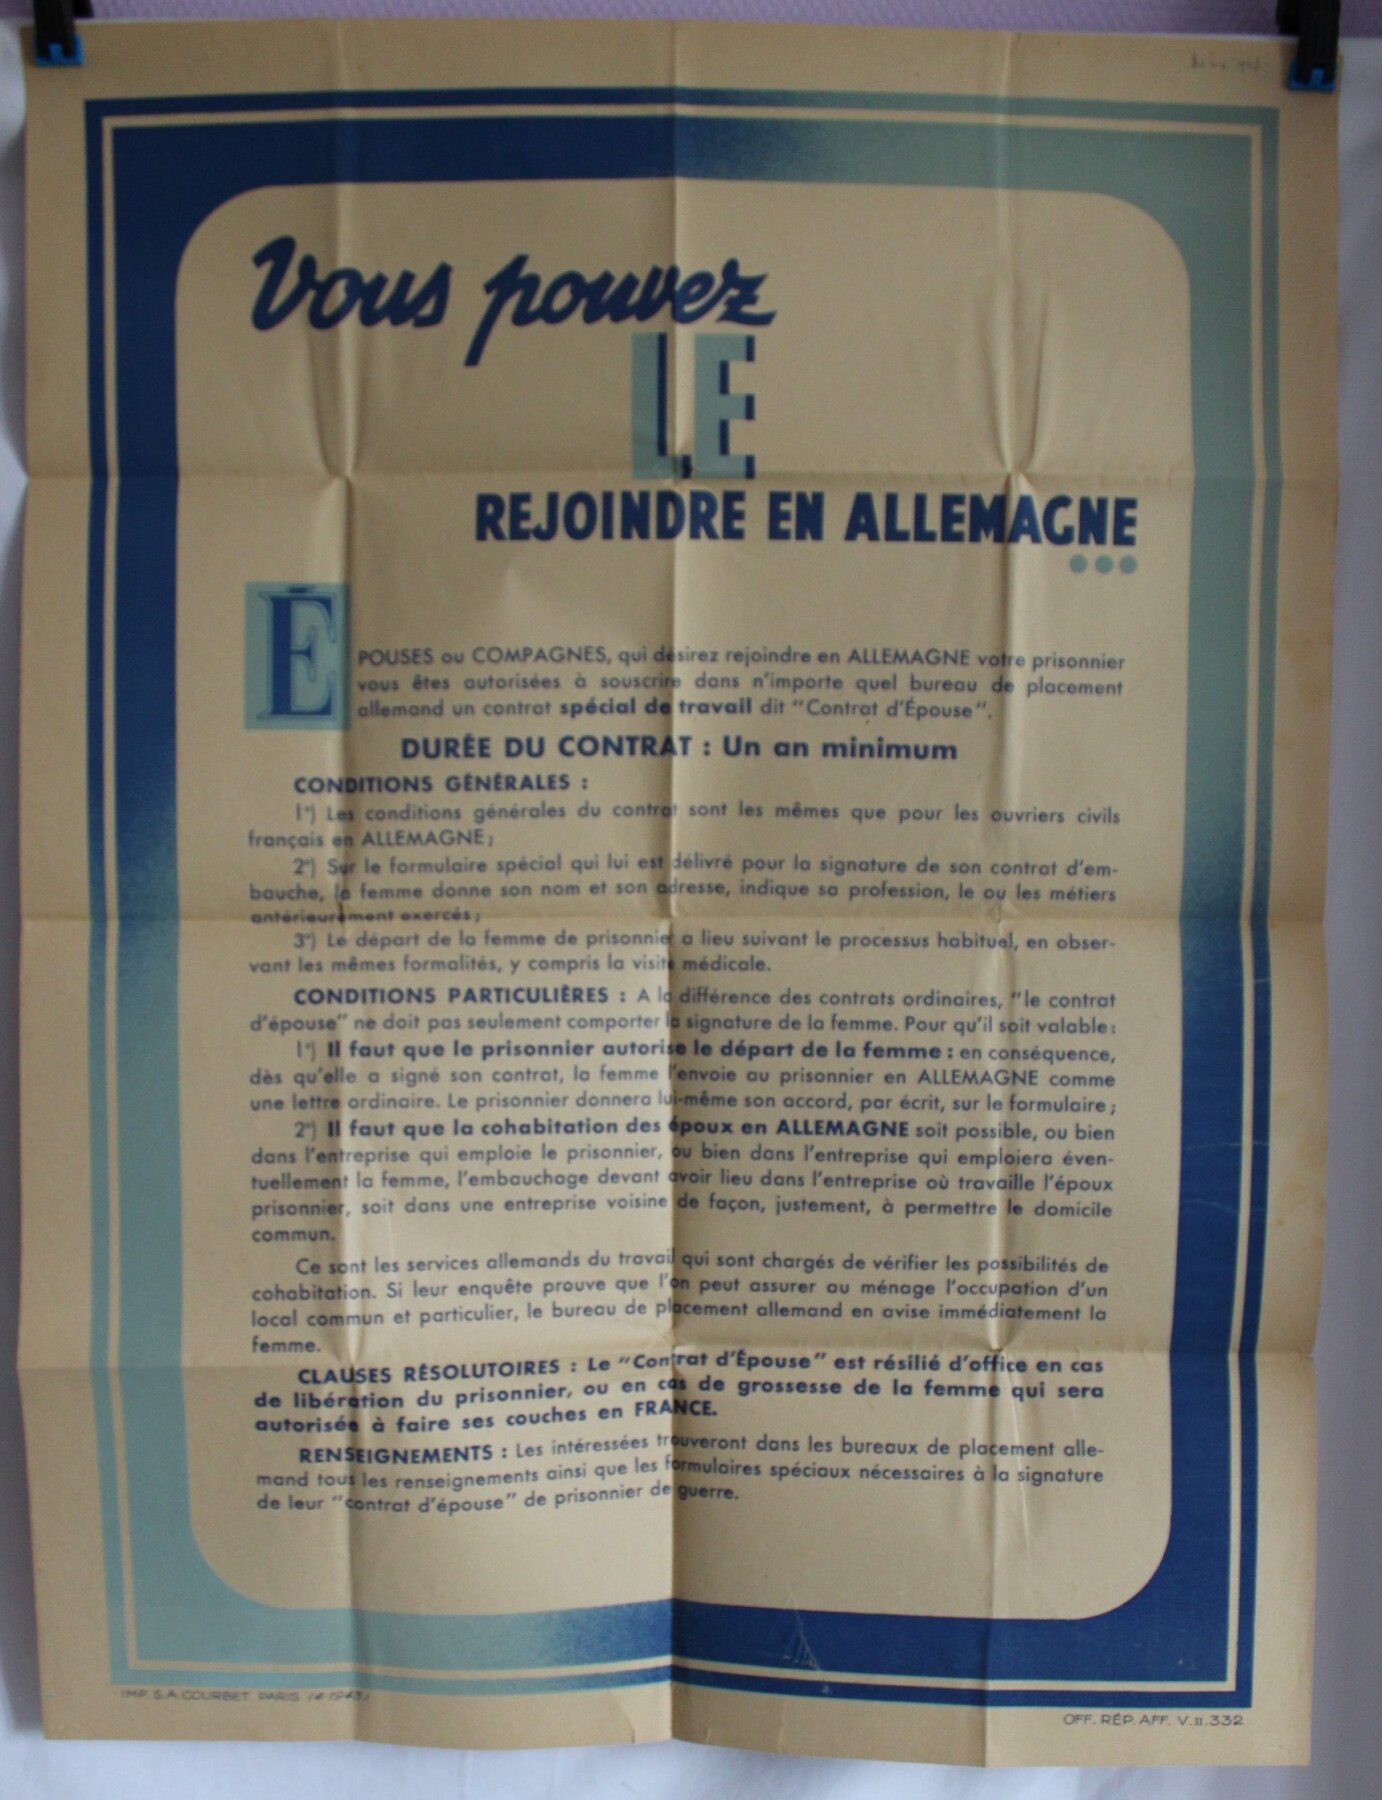 Vous pouvez
LE
REJOINDRE EN ALLEMAGNE
...
ÉPOUSES ou COMPAGNES, qui désirez rejoindre en ALLEMAGNE votre prisonnier
vous êtes autorisées à souscrire dans n'importe quel bureau de placement
allemand un contrat spécial de travail dit "Contrat d'Épouse".
DURÉE DU CONTRAT : Un an minimum
CONDITIONS GÉNÉRALES :
1°) Les conditions générales du contrat sont les mêmes que pour les ouvriers civils
français en ALLEMAGNE;
2°) Sur le formulaire spécial qui lui est délivré pour la signature de son contrat d'em-
bauche, la femme donne son nom et son adresse, indique sa profession, le ou les métiers
antérieurement exercés;
3°) Le départ de la femme de prisonnier a lieu suivant le processus habituel, en obser-
vant les mêmes formalités, y compris la visite médicale.
CONDITIONS PARTICULIÈRES : A la différence des contrats ordinaires, "le contrat
d'épouse" ne doit pas seulement comporter la signature de la femme. Pour qu'il soit valable :
1°) Il faut que le prisonnier autorise le départ de la femme : en conséquence,
dès qu'elle a signé son contrat, la femme l'envoie au prisonnier en ALLEMAGNE comme
une lettre ordinaire. Le prisonnier donnera lui-même son accord, par écrit, sur le formulaire ;
2°) Il faut que la cohabitation des époux en ALLEMAGNE soit possible, ou bien
dans l'entreprise qui emploie le prisonnier, ou bien dans l'entreprise qui emploiera éven-
tuellement la femme, l'embauchage devant avoir lieu dans l'entreprise où travaille l'époux
prisonnier, soit dans une entreprise voisine de façon, justement, à permettre le domicile
commun.
Ce sont les services allemands du travail qui sont chargés de vérifier les possibilités de
cohabitation. Si leur enquête prouve que l'on peut assurer au ménage l'occupation d'un
local commun et particulier, le bureau de placement allemand en avise immédiatement la
femme.
CLAUSES RÉSOLUTOIRES : Le "Contrat d'Épouse" est résilié d'office en cas
de libération du prisonnier, ou en cas de grossesse de la femme qui sera
autorisée à faire ses couches en FRANCE.
RENSEIGNEMENTS : Les intéressées trouveront dans les bureaux de placement alle-
mand tous les renseignements ainsi que les formulaires spéciaux nécessaires à la signature
de leur "contrat d'épouse" de prisonnier de guerre.
IMP. S.A. COURBET PARIS
OFF. RÉP. AFF. V. II. 332